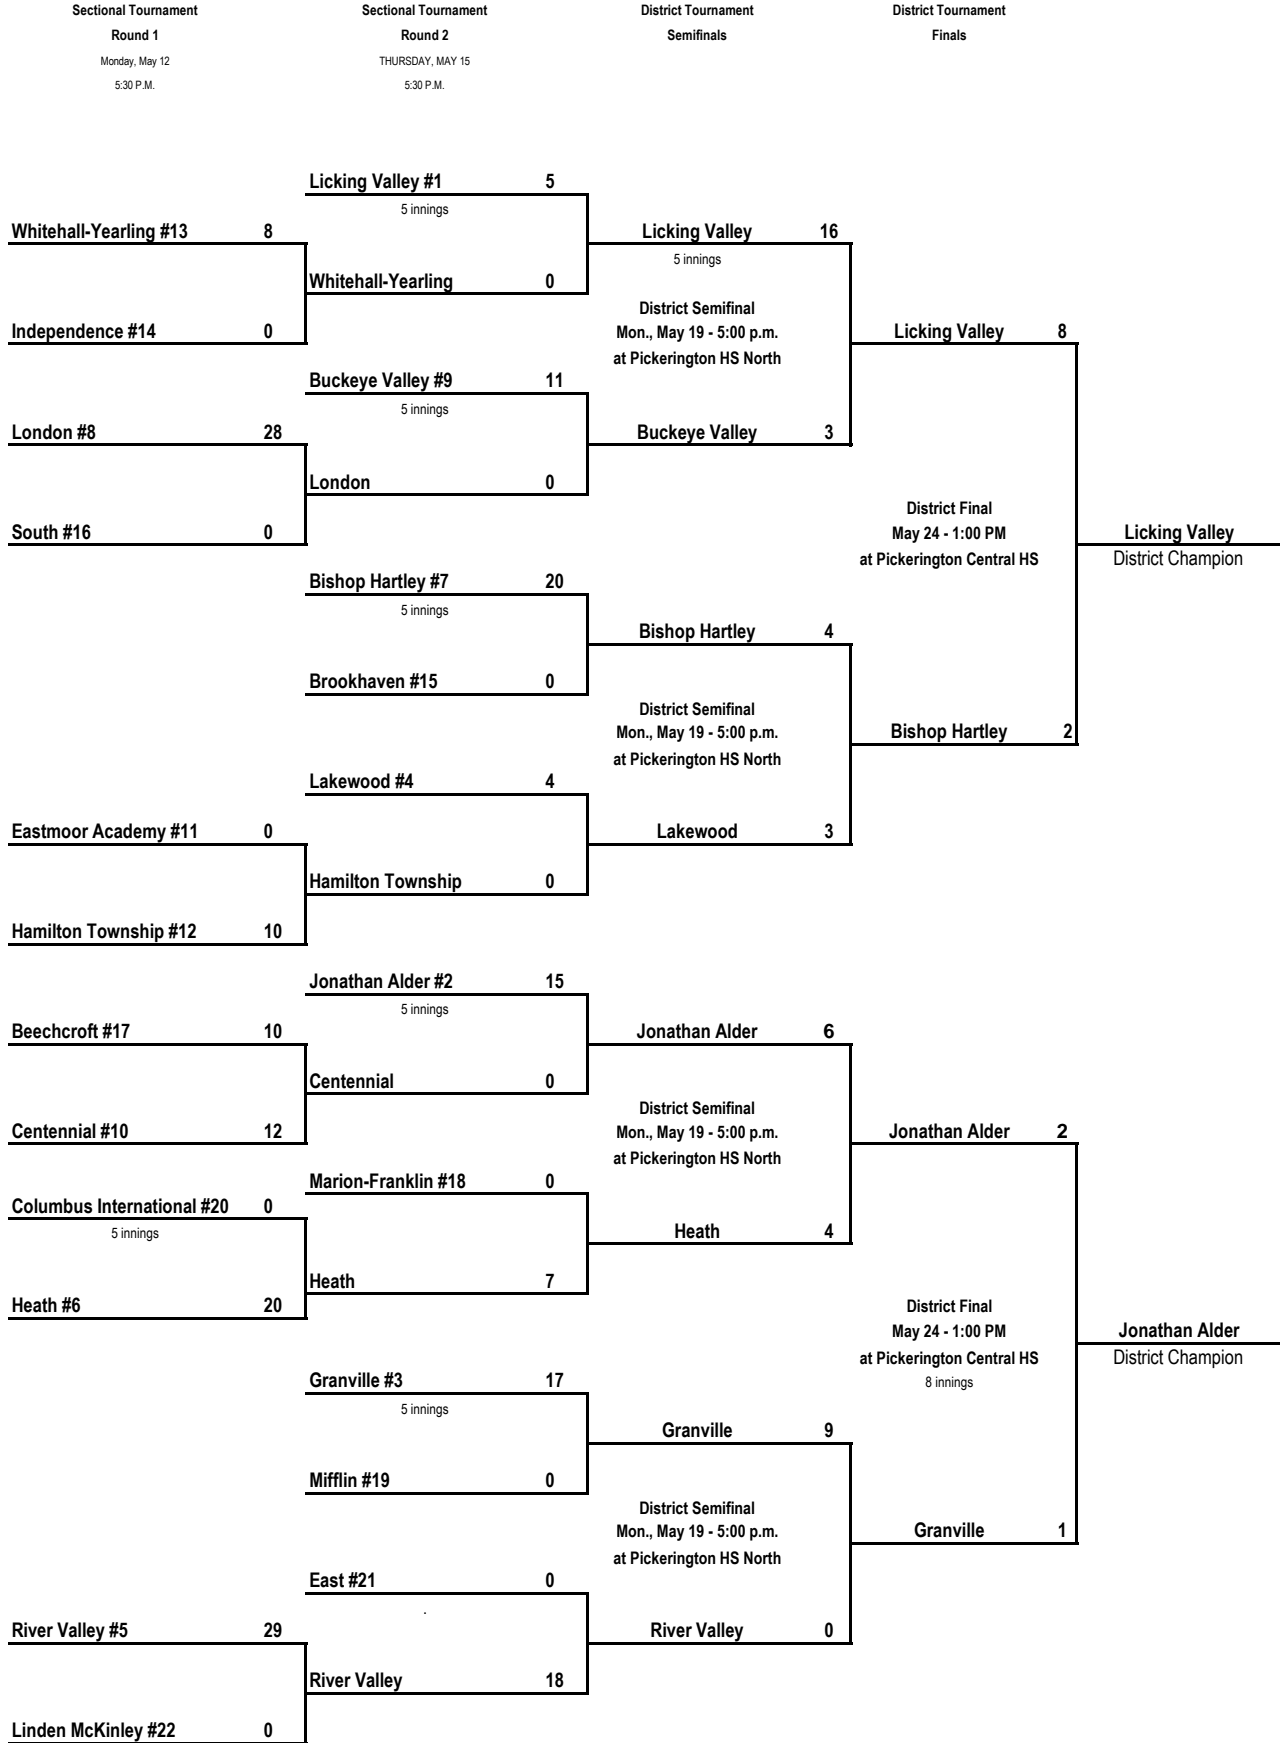 Sectional Tournament Sectional Tournament District Tournament District Tournament
Round 1 Round 2 Semifinals Finals
Monday, May 12 THURSDAY, MAY 15
5:30 P.M. 5:30 P.M.
Licking Valley #1 5
5 innings
Whitehall-Yearling #13 8 Licking Valley 16
5 innings
Whitehall-Yearling 0
District Semifinal
Independence #14 0 Mon., May 19 - 5:00 p.m. Licking Valley 8
at Pickerington HS North
Buckeye Valley #9 11
5 innings
London #8 28 Buckeye Valley 3
London 0
District Final
South #16 0 May 24 - 1:00 PM Licking Valley
at Pickerington Central HS District Champion
Bishop Hartley #7 20
5 innings
Bishop Hartley 4
Brookhaven #15 0
District Semifinal
Mon., May 19 - 5:00 p.m. Bishop Hartley 2
at Pickerington HS North
Lakewood #4 4
Eastmoor Academy #11 0 Lakewood 3
Hamilton Township 0
Hamilton Township #12 10
Jonathan Alder #2 15
5 innings
Beechcroft #17 10 Jonathan Alder 6
Centennial 0
District Semifinal
Centennial #10 12 Mon., May 19 - 5:00 p.m. Jonathan Alder 2
at Pickerington HS North
Marion-Franklin #18 0
Columbus International #20 0
5 innings Heath 4
Heath 7
Heath #6 20 District Final
May 24 - 1:00 PM Jonathan Alder
at Pickerington Central HS District Champion
Granville #3 17 8 innings
5 innings
Granville 9
Mifflin #19 0
District Semifinal
Mon., May 19 - 5:00 p.m. Granville 1
at Pickerington HS North
East #21 0
.
River Valley #5 29 River Valley 0
River Valley 18
Linden McKinley #22 0